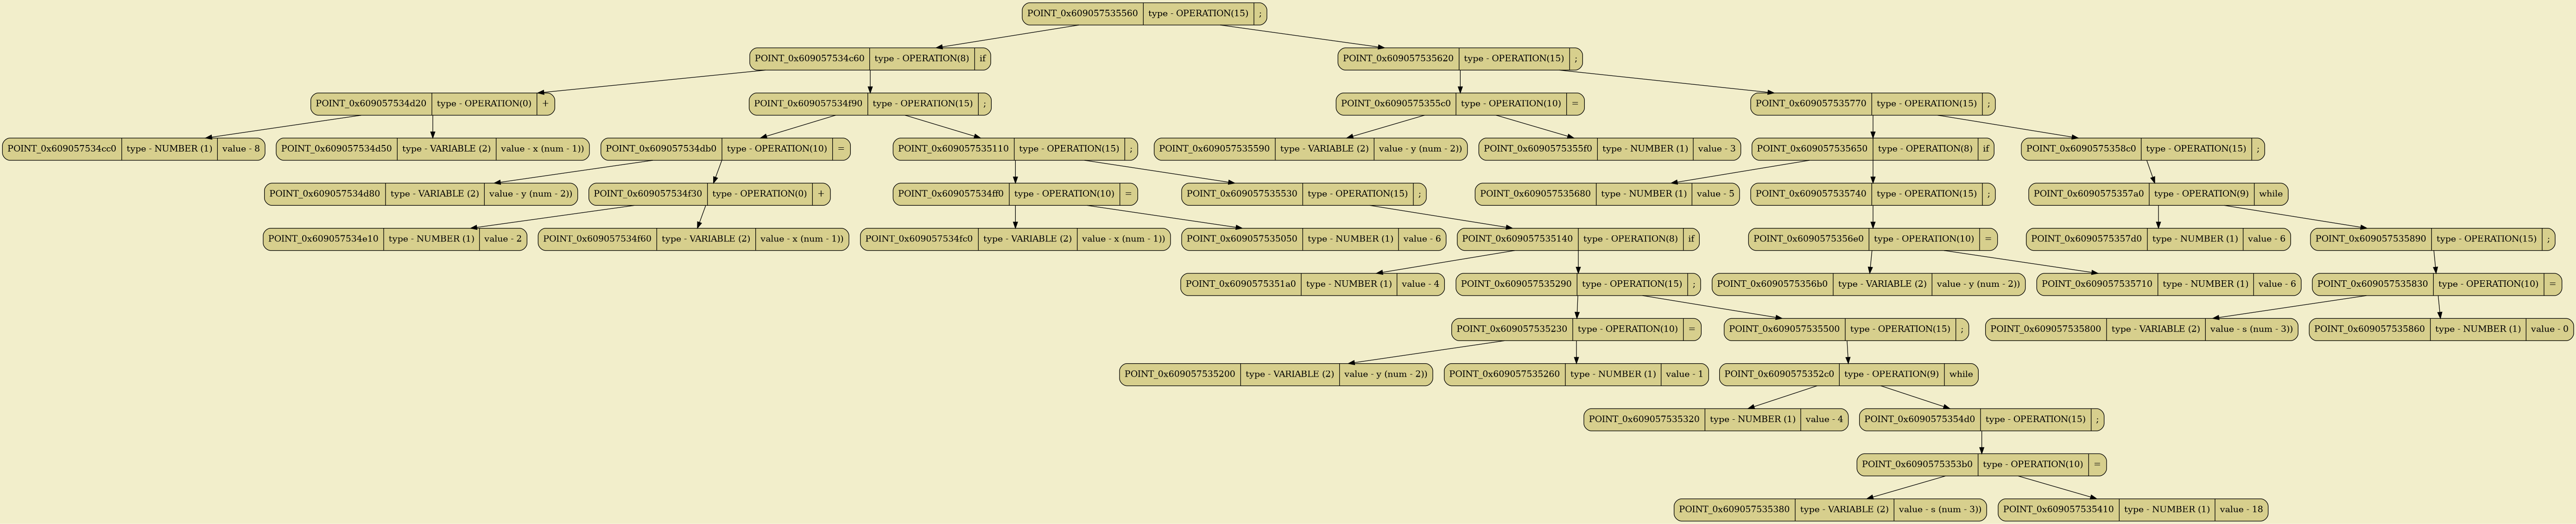 POINT_0x609057535560 type - OPERATION(15) ;
POINT_0x609057534c60 type - OPERATION(8) if
POINT_0x609057535620 type - OPERATION(15) ;
POINT_0x609057534d20 type - OPERATION(0) +
POINT_0x609057534f90 type - OPERATION(15) ;
POINT_0x6090575355c0 type - OPERATION(10) =
POINT_0x609057535770 type - OPERATION(15) ;
POINT_0x609057534cc0 type - NUMBER (1) value - 8
POINT_0x609057534d50 type - VARIABLE (2) value - x (num - 1))
POINT_0x609057534db0 type - OPERATION(10) =
POINT_0x609057535110 type - OPERATION(15) ;
POINT_0x609057535590 type - VARIABLE (2) value - y (num - 2))
POINT_0x6090575355f0 type - NUMBER (1) value - 3
POINT_0x609057535650 type - OPERATION(8) if
POINT_0x6090575358c0 type - OPERATION(15) ;
POINT_0x609057534d80 type - VARIABLE (2) value - y (num - 2))
POINT_0x609057534f30 type - OPERATION(0) +
POINT_0x609057534ff0 type - OPERATION(10) =
POINT_0x609057535530 type - OPERATION(15) ;
POINT_0x609057535680 type - NUMBER (1) value - 5
POINT_0x609057535740 type - OPERATION(15) ;
POINT_0x6090575357a0 type - OPERATION(9) while
POINT_0x609057534e10 type - NUMBER (1) value - 2
POINT_0x609057534f60 type - VARIABLE (2) value - x (num - 1))
POINT_0x609057534fc0 type - VARIABLE (2) value - x (num - 1))
POINT_0x609057535050 type - NUMBER (1) value - 6
POINT_0x609057535140 type - OPERATION(8) if
POINT_0x6090575356e0 type - OPERATION(10) =
POINT_0x6090575357d0 type - NUMBER (1) value - 6
POINT_0x609057535890 type - OPERATION(15) ;
POINT_0x6090575351a0 type - NUMBER (1) value - 4
POINT_0x609057535290 type - OPERATION(15) ;
POINT_0x6090575356b0 type - VARIABLE (2) value - y (num - 2))
POINT_0x609057535710 type - NUMBER (1) value - 6
POINT_0x609057535830 type - OPERATION(10) =
POINT_0x609057535230 type - OPERATION(10) =
POINT_0x609057535500 type - OPERATION(15) ;
POINT_0x609057535800 type - VARIABLE (2) value - s (num - 3))
POINT_0x609057535860 type - NUMBER (1) value - 0
POINT_0x609057535200 type - VARIABLE (2) value - y (num - 2))
POINT_0x609057535260 type - NUMBER (1) value - 1
POINT_0x6090575352c0 type - OPERATION(9) while
POINT_0x609057535320 type - NUMBER (1) value - 4
POINT_0x6090575354d0 type - OPERATION(15) ;
POINT_0x6090575353b0 type - OPERATION(10) =
POINT_0x609057535380 type - VARIABLE (2) value - s (num - 3))
POINT_0x609057535410 type - NUMBER (1) value - 18